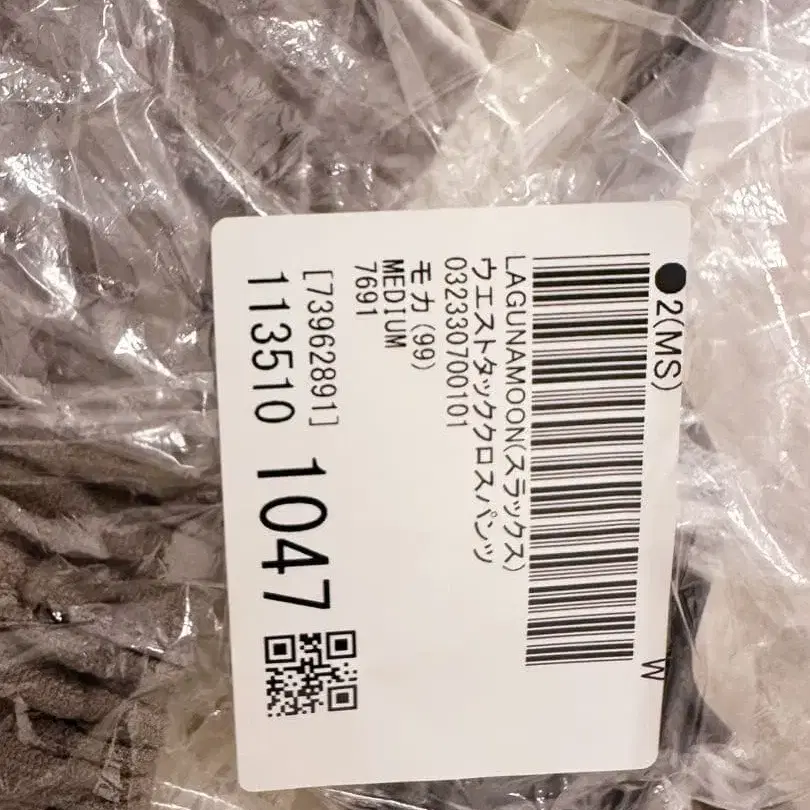 ●2(MS)
W
LAGUNAMOON(スラックス)
ウエストタッククロスパンツ
032330700101
モカ(99)
MEDIUM
7691
[73962891]
113510 1047